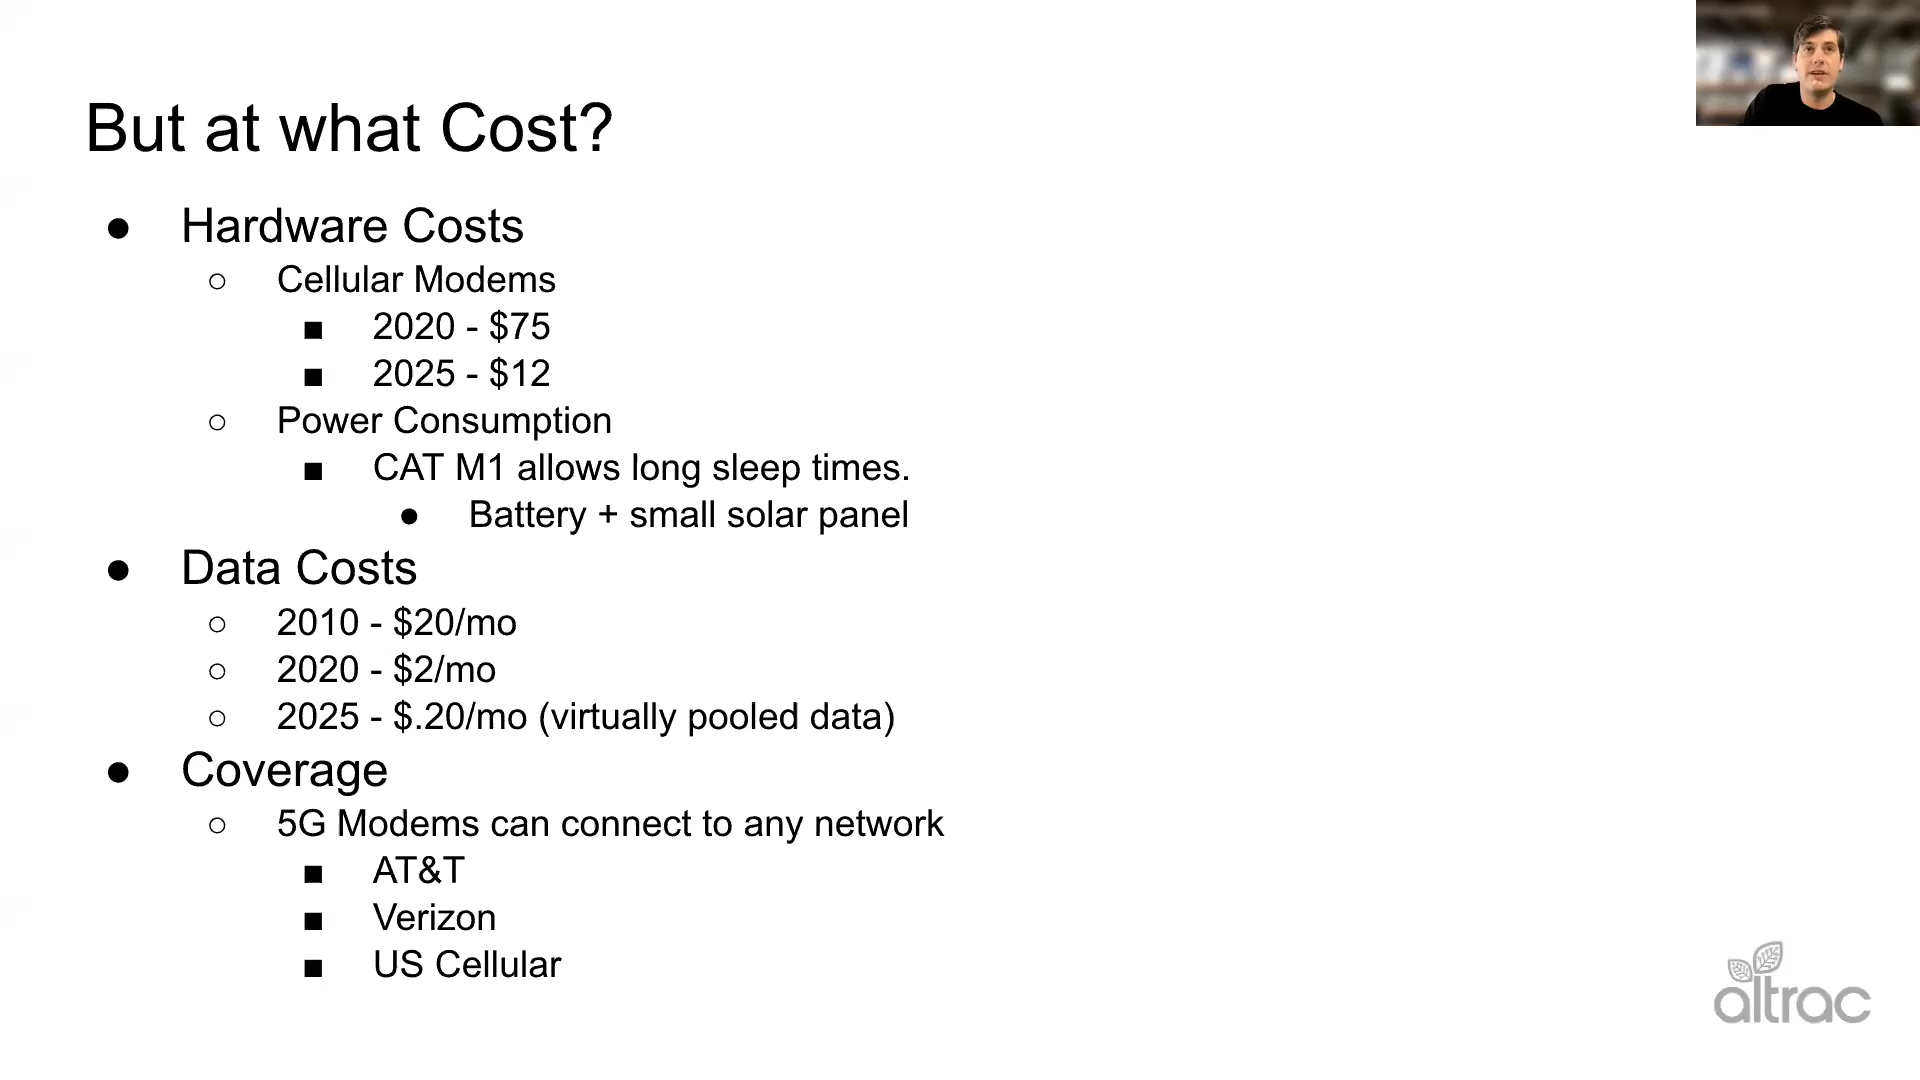 But at what Cost?
● Hardware Costs
○ Cellular Modems
■ 2020 - $75
■ 2025 - $12
○ Power Consumption
■ CAT M1 allows long sleep times.
● Battery + small solar panel
● Data Costs
○ 2010 - $20/mo
○ 2020 - $2/mo
○ 2025 - $.20/mo (virtually pooled data)
● Coverage
○ 5G Modems can connect to any network
■ AT&T
■ Verizon
■ US Cellular
altrac